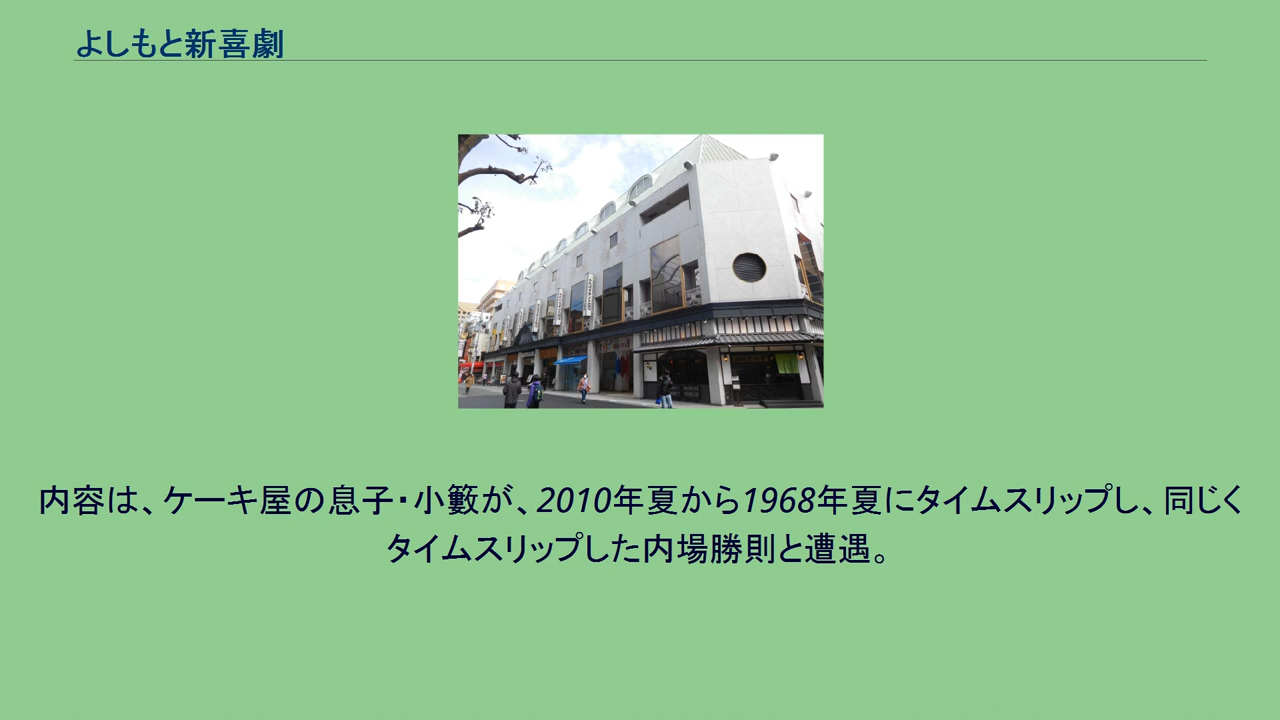 よしもと新喜劇
内容は、ケーキ屋の息子・小籔が、2010年夏から1968年夏にタイムスリップし、同じく
タイムスリップした内場勝則と遭遇。